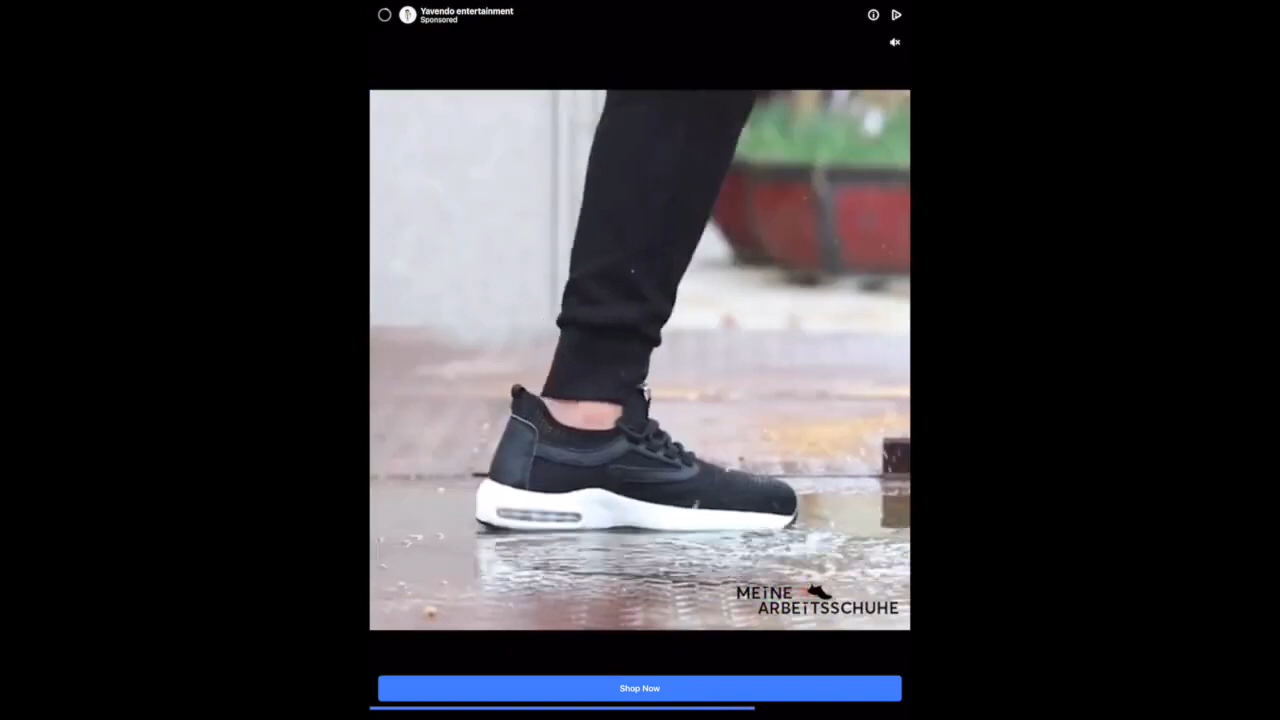 Yavendo entertainment
Sponsored
MEiNE
ARBEiTSSCHUHE
Shop Now